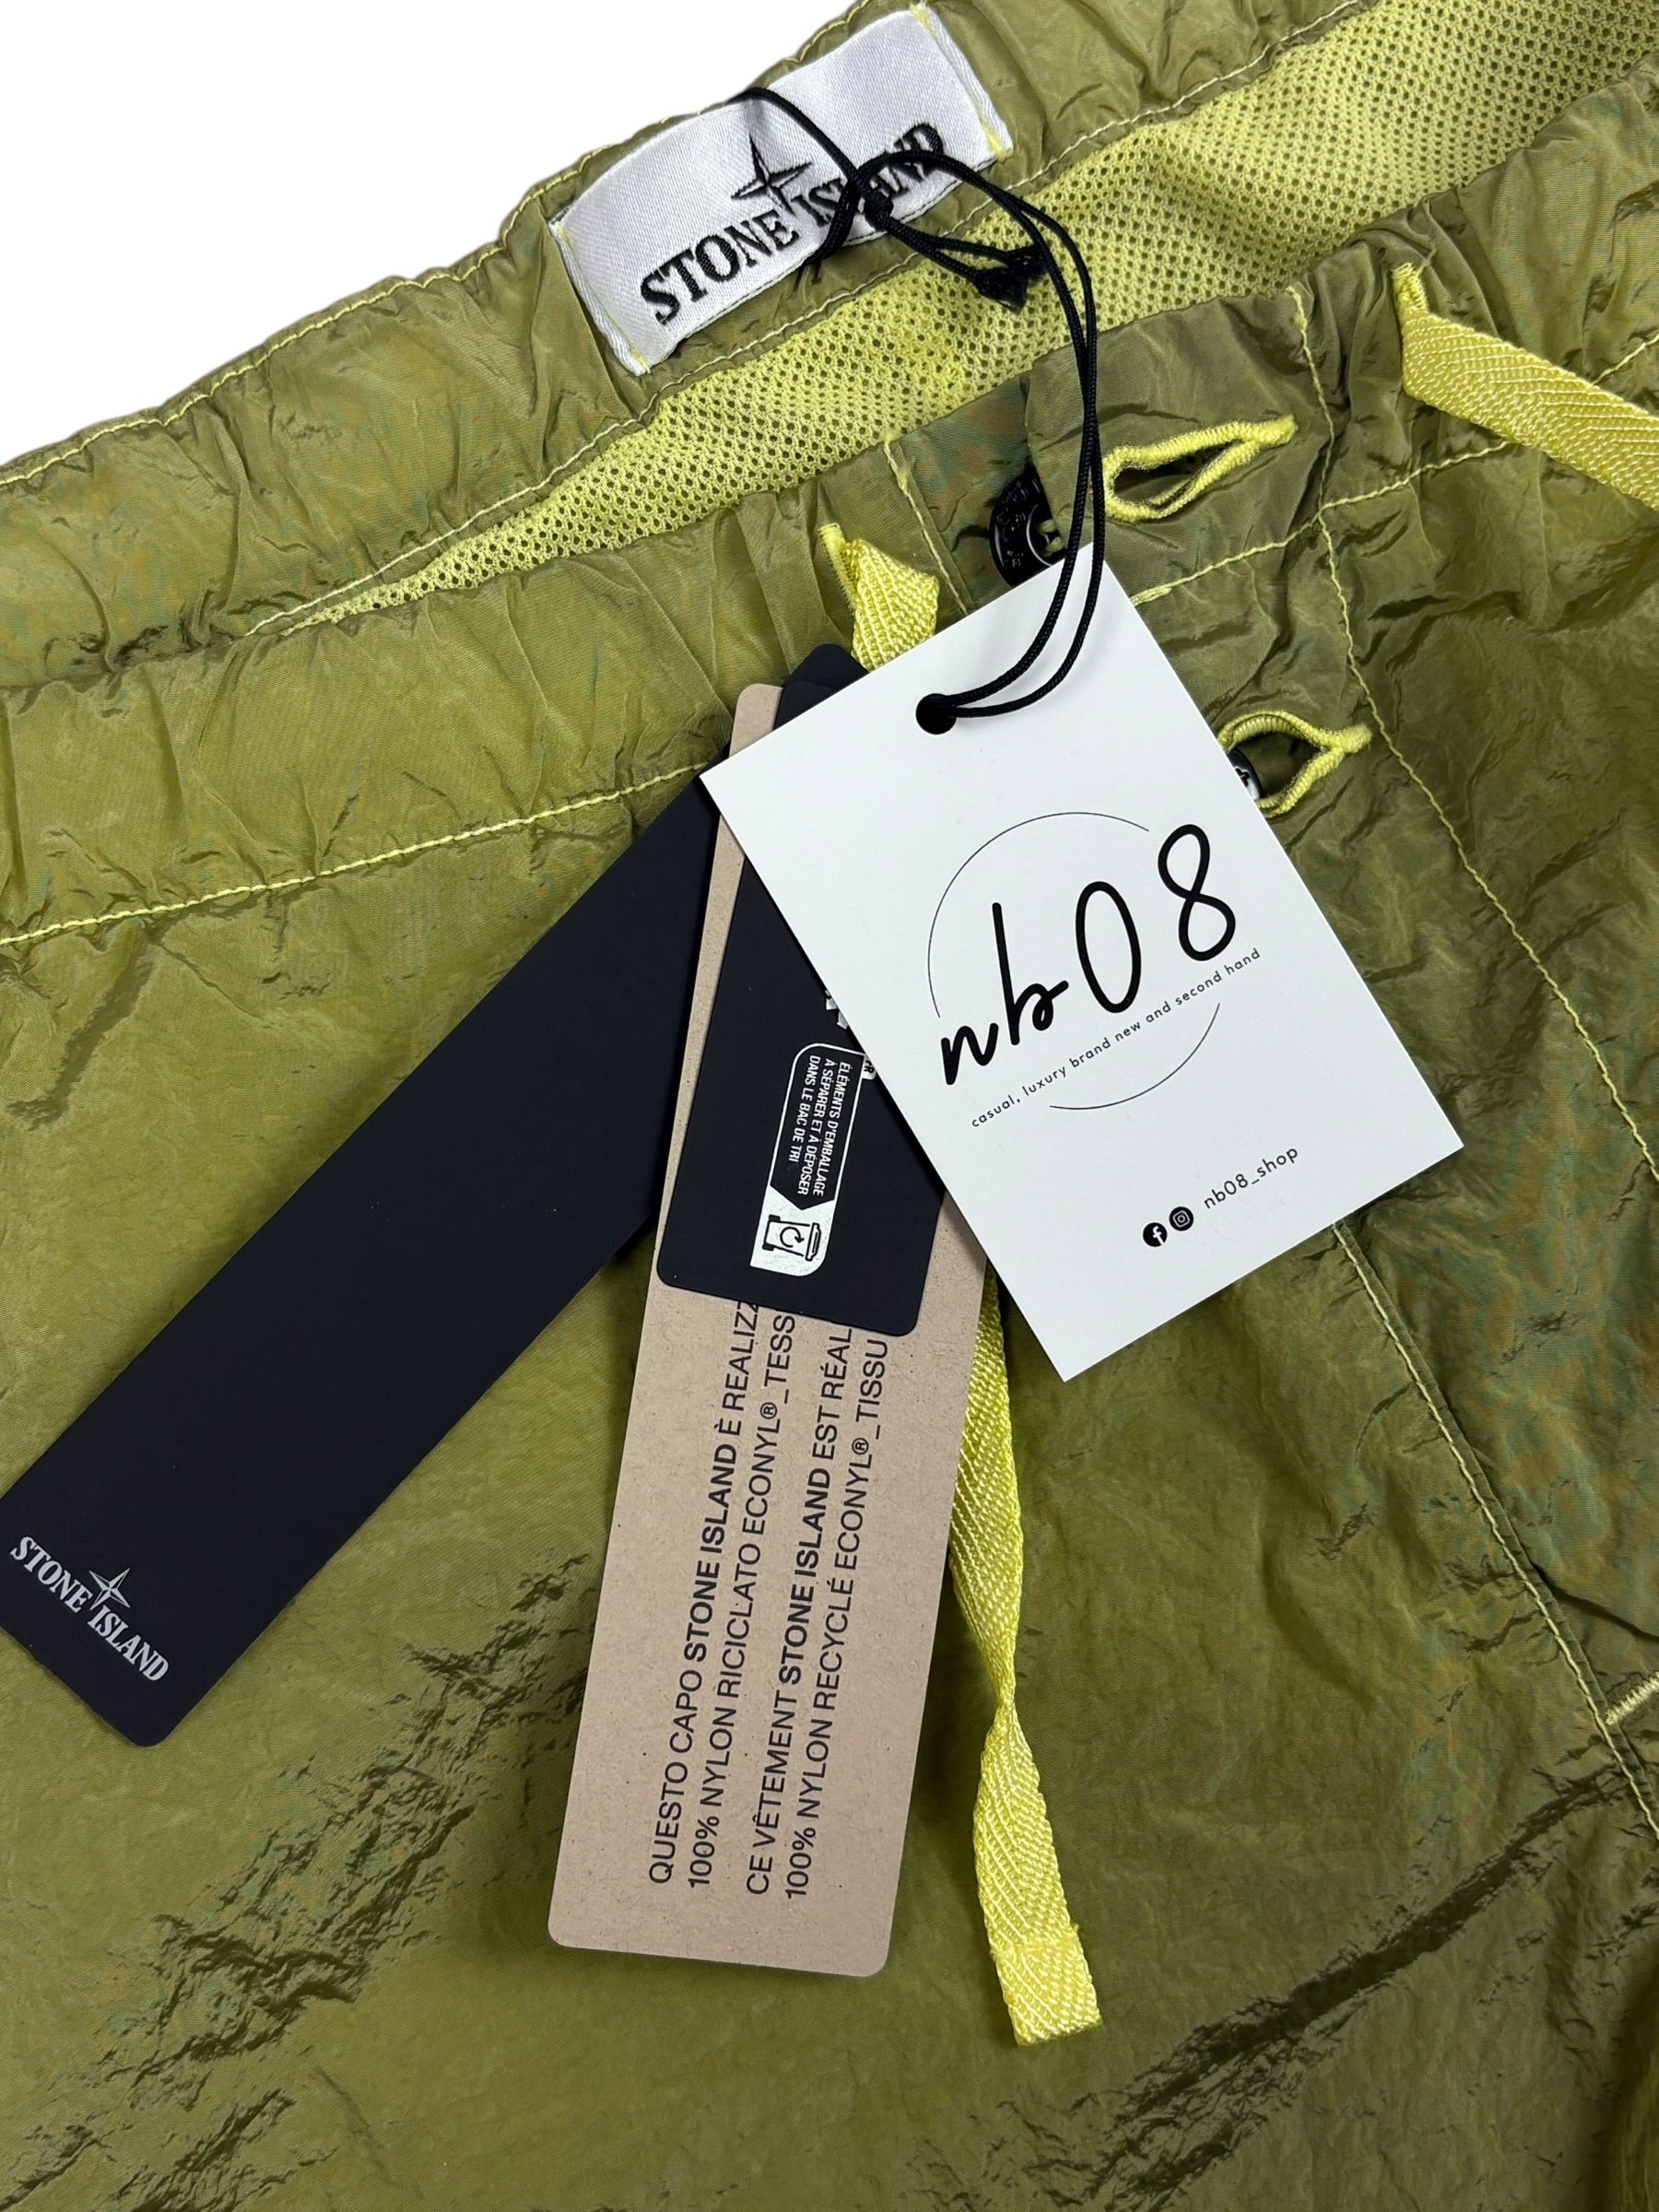 STONE ISLAND
nb08
casual, luxury brand new and second hand
nb08_shop
ÉLÉMENTS D'EMBALLAGE
À SÉPARER ET À DÉPOSER
DANS LE BAC DE TRI
STONE ISLAND
QUESTO CAPO STONE ISLAND È REALIZZ
100% NYLON RICICLATO ECONYL®_TESS
CE VÊTEMENT STONE ISLAND EST RÉAL
100% NYLON RECYCLÉ ECONYL®_TISSU